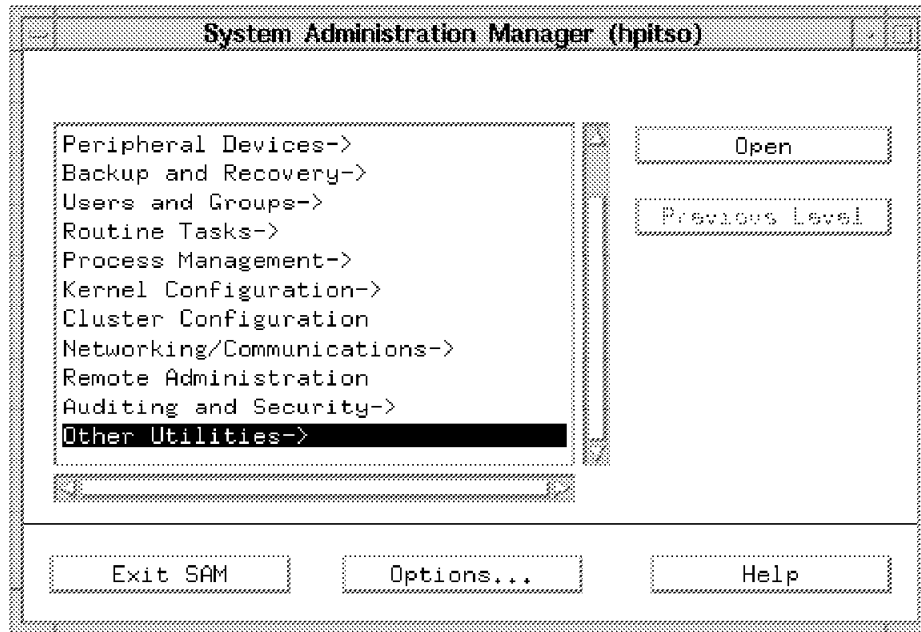 System Administration Manager (hpitso)
Peripheral Devices->
Backup and Recovery->
Users and Groups->
Routine Tasks->
Process Management->
Kernel Configuration->
Cluster Configuration
Networking/Communications->
Remote Administration
Auditing and Security->
Other Utilities->
Open
Previous Level
Exit SAM
Options...
Help